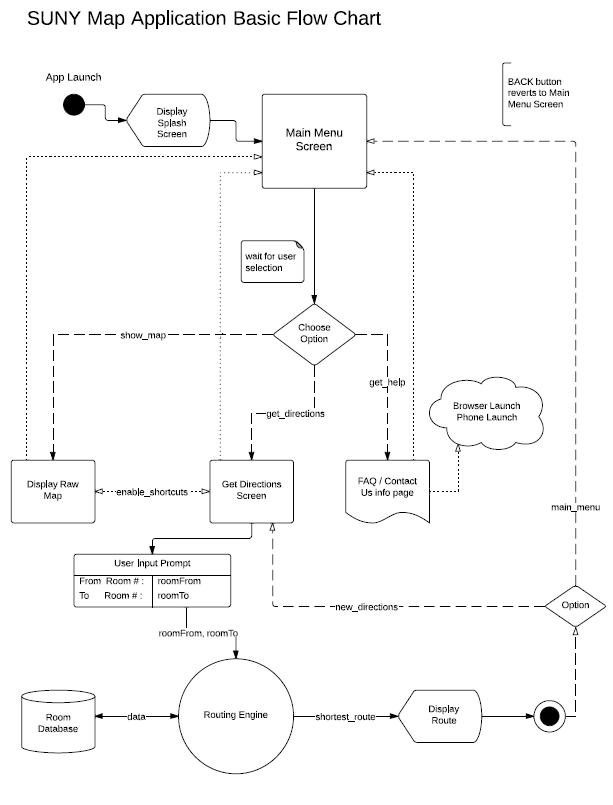 SUNY Map Application Basic Flow Chart
App Launch
Display
Splash
Screen
Main Menu
Screen
BACK button
reverts to Main
Menu Screen
wait for user
selection
Choose
Option
show_map
get_help
get_directions
Browser Launch
Phone Launch
Display Raw
Map
enable_shortcuts
Get Directions
Screen
FAQ / Contact
Us info page
main_menu
User Input Prompt
From Room # : roomFrom
To Room # : roomTo
new_directions
Option
roomFrom, roomTo
Room
Database
data
Routing Engine
shortest_route
Display
Route